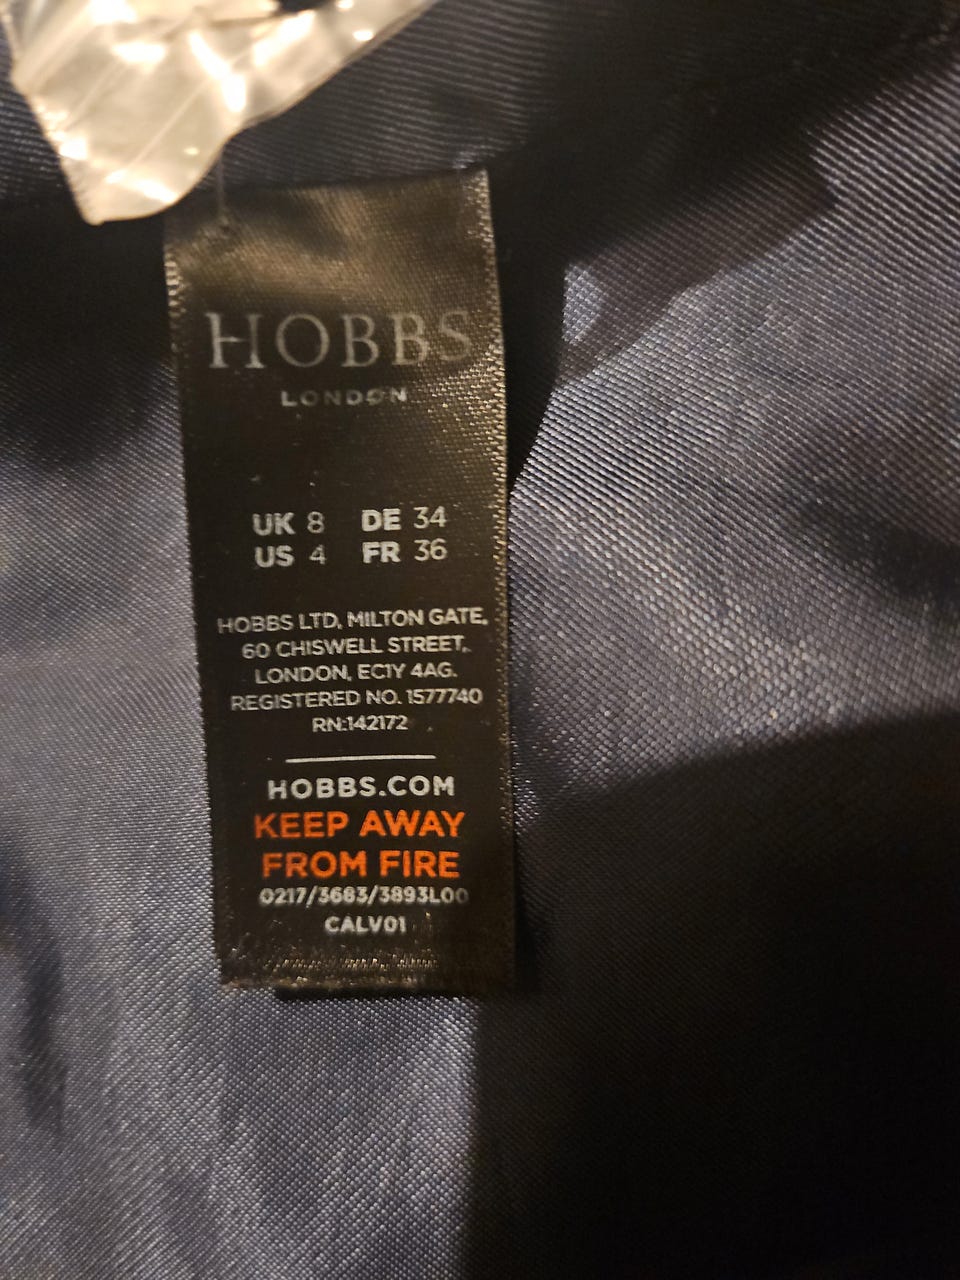 HOBBS
LONDON
UK 8 DE 34
US 4 FR 36
HOBBS LTD, MILTON GATE,
60 CHISWELL STREET,
LONDON, EC1Y 4AG.
REGISTERED NO. 1577740
RN:142172
HOBBS.COM
KEEP AWAY
FROM FIRE
0217/3683/3893L00
CALV01